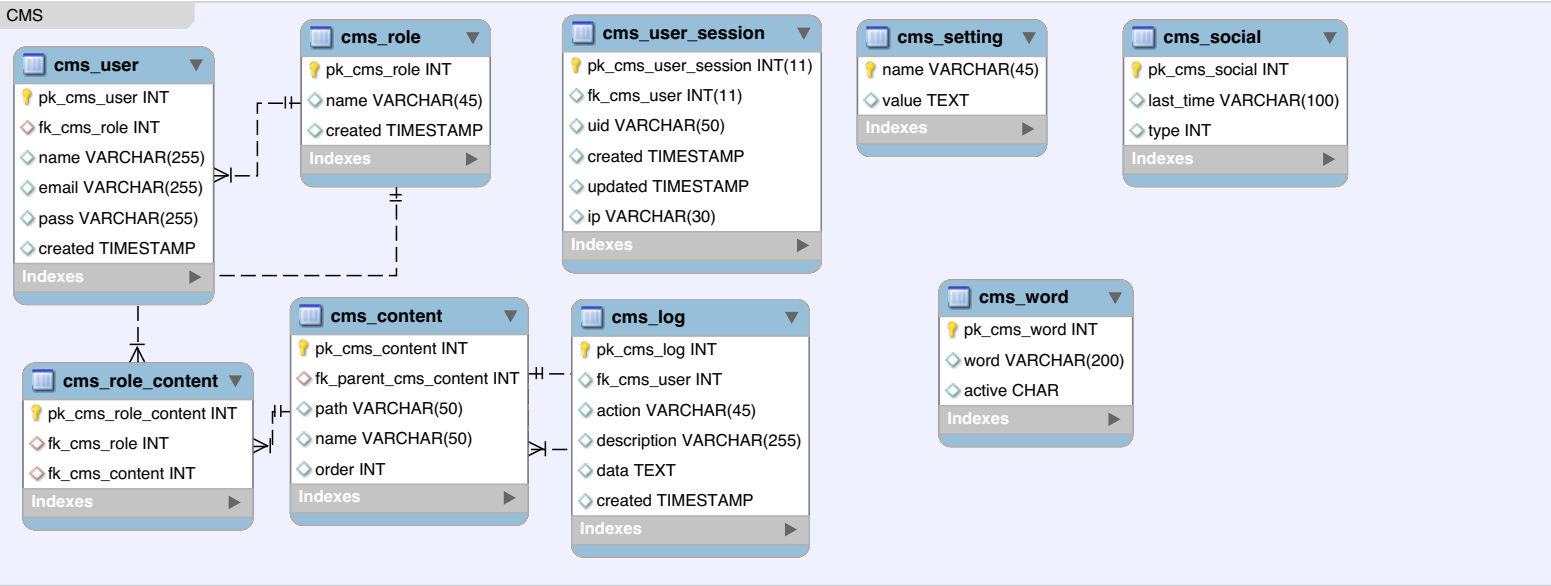 CMS
cms_user
pk_cms_user INT
fk_cms_role INT
name VARCHAR(255)
email VARCHAR(255)
pass VARCHAR(255)
created TIMESTAMP
Indexes
cms_role
pk_cms_role INT
name VARCHAR(45)
created TIMESTAMP
Indexes
cms_user_session
pk_cms_user_session INT(11)
fk_cms_user INT(11)
uid VARCHAR(50)
created TIMESTAMP
updated TIMESTAMP
ip VARCHAR(30)
Indexes
cms_setting
name VARCHAR(45)
value TEXT
Indexes
cms_social
pk_cms_social INT
last_time VARCHAR(100)
type INT
Indexes
cms_role_content
pk_cms_role_content INT
fk_cms_role INT
fk_cms_content INT
Indexes
cms_content
pk_cms_content INT
fk_parent_cms_content INT
path VARCHAR(50)
name VARCHAR(50)
order INT
Indexes
cms_log
pk_cms_log INT
fk_cms_user INT
action VARCHAR(45)
description VARCHAR(255)
data TEXT
created TIMESTAMP
Indexes
cms_word
pk_cms_word INT
word VARCHAR(200)
active CHAR
Indexes